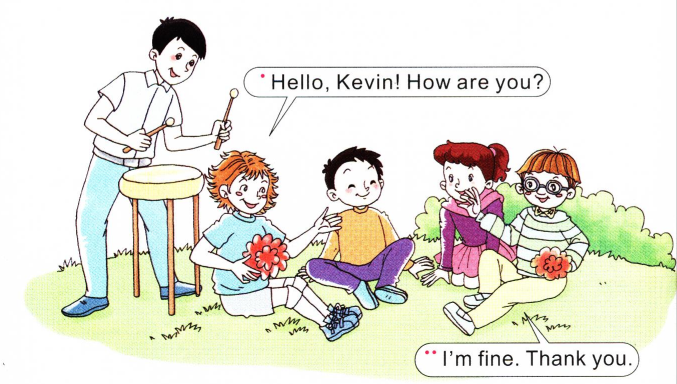 Hello, Kevin! How are you?
I'm fine. Thank you.